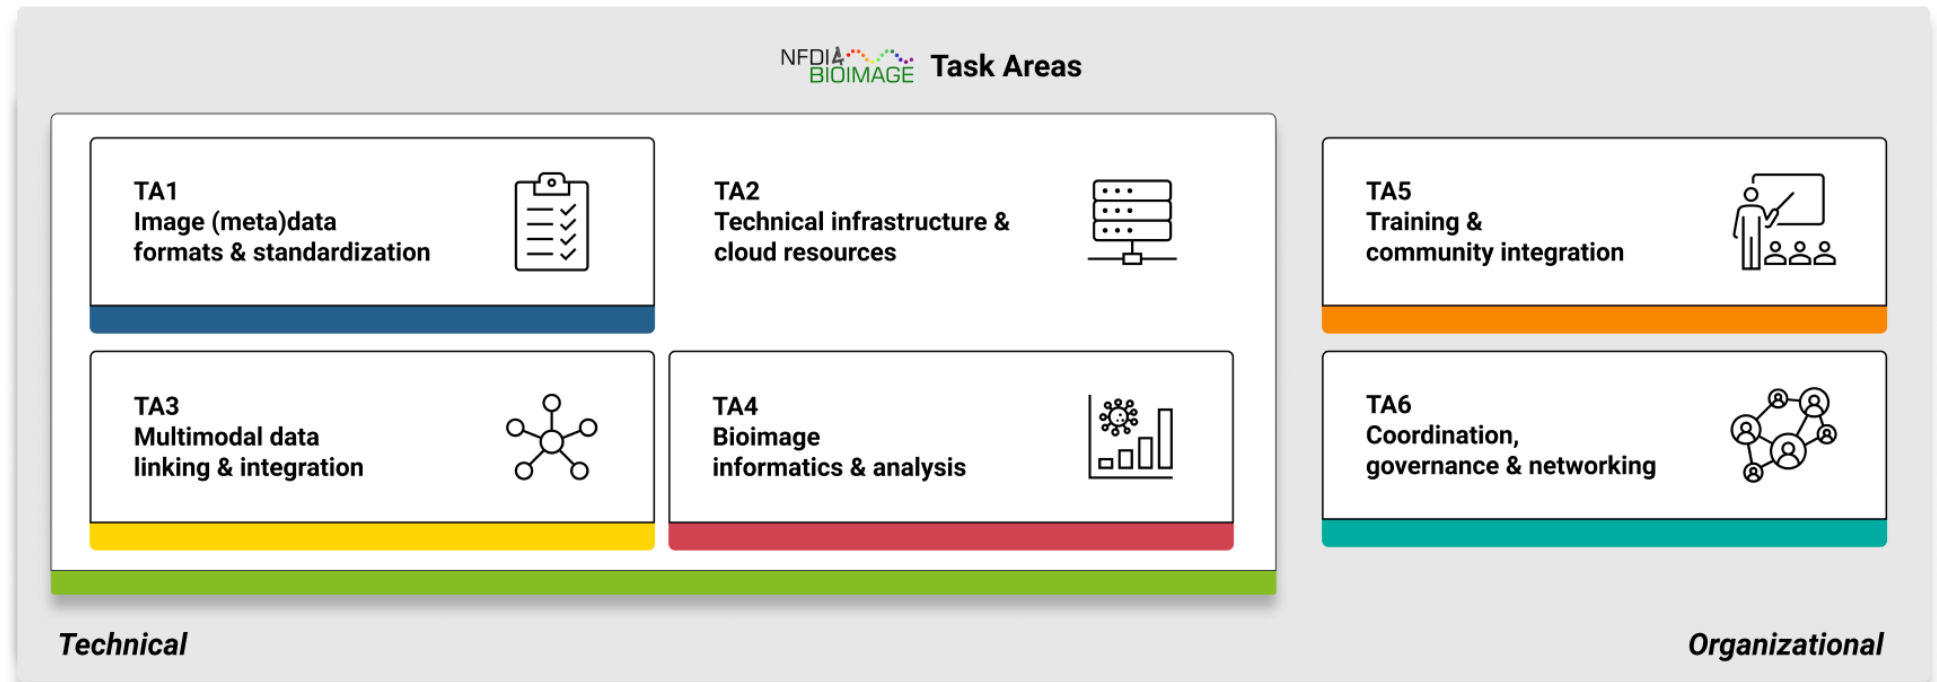 NFDI4
BIOIMAGE
Task Areas
TA1
Image (meta)data
formats & standardization
TA2
Technical infrastructure &
cloud resources
TA5
Training &
community integration
TA3
Multimodal data
linking & integration
TA4
Bioimage
informatics & analysis
TA6
Coordination,
governance & networking
Technical
Organizational